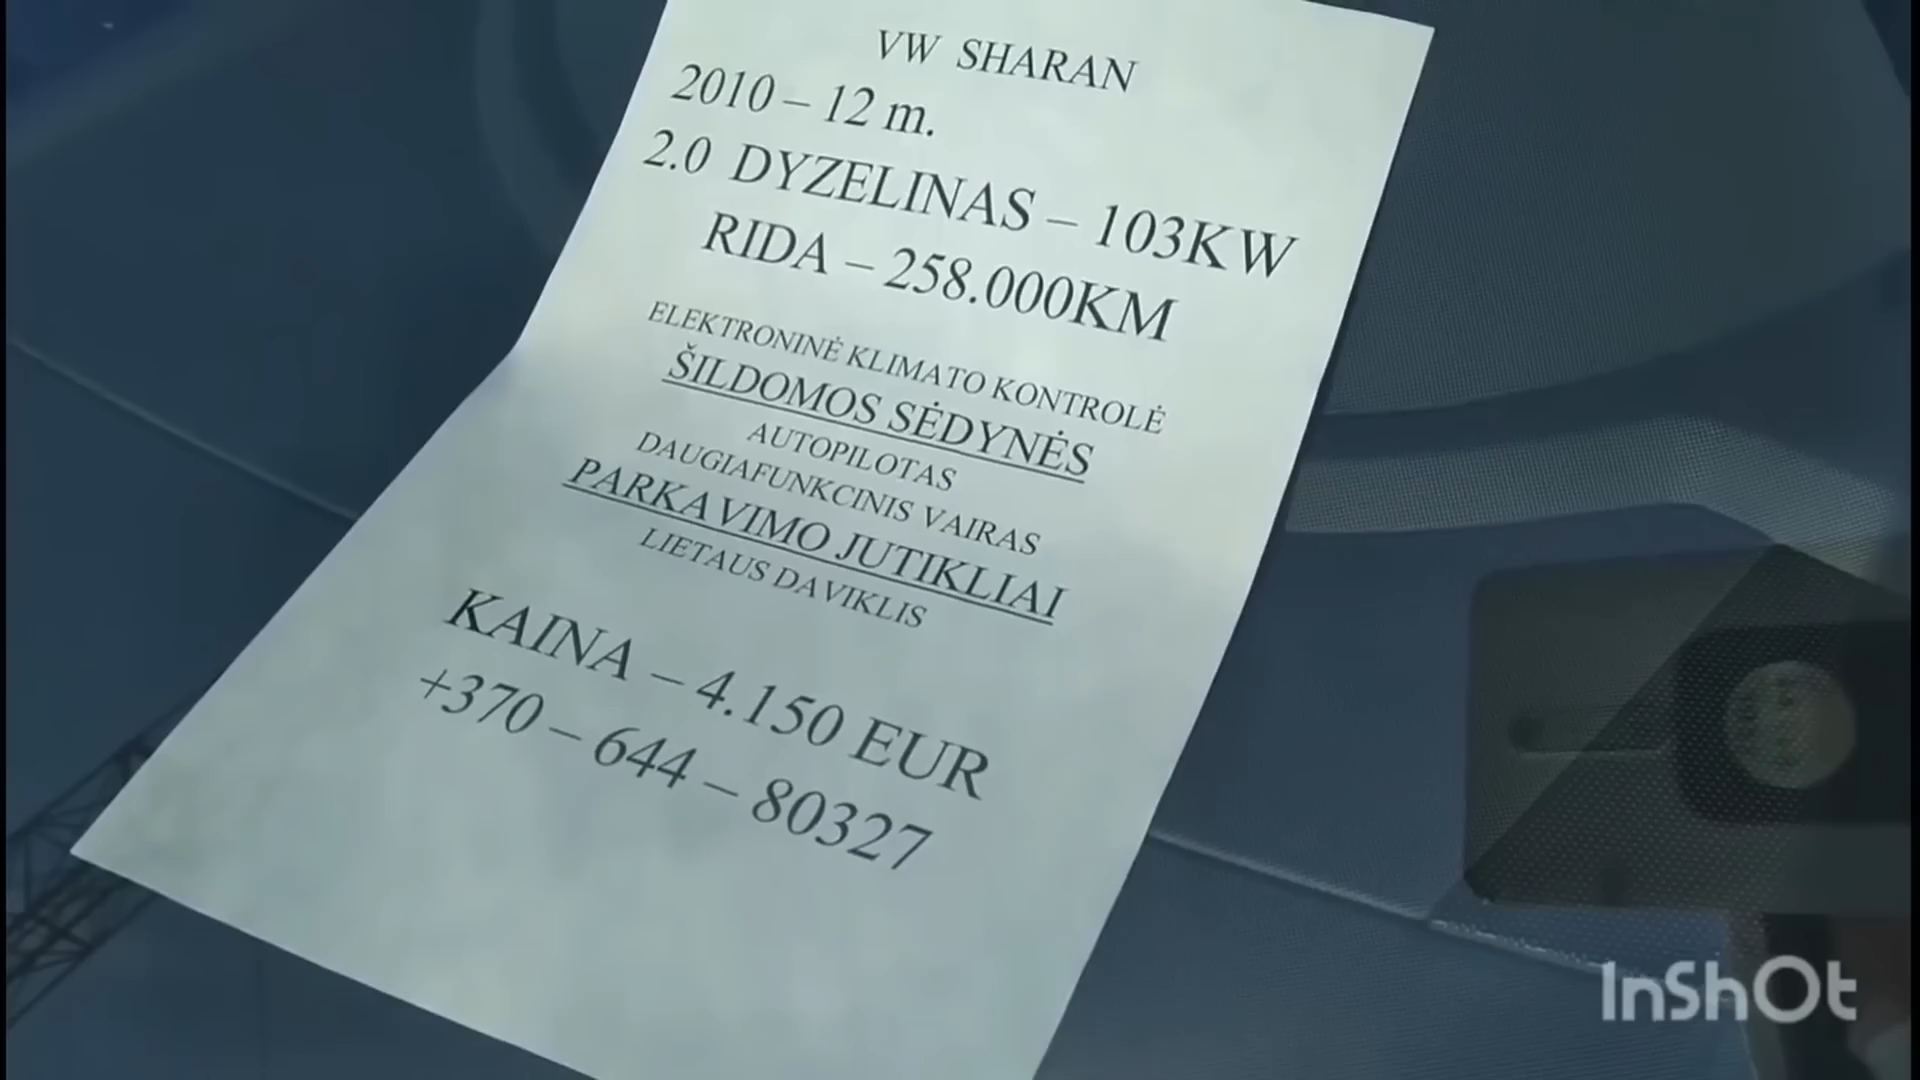 VW SHARAN
2010 – 12 m.
2.0 DYZELINAS – 103KW
RIDA – 258.000KM
ELEKTRONINĖ KLIMATO KONTROLĖ
ŠILDOMOS SĖDYNĖS
AUTOPILOTAS
DAUGIAFUNKCINIS VAIRAS
PARKAVIMO JUTIKLIAI
LIETAUS DAVIKLIS
KAINA – 4.150 EUR
+370 – 644 – 80327
InShOt